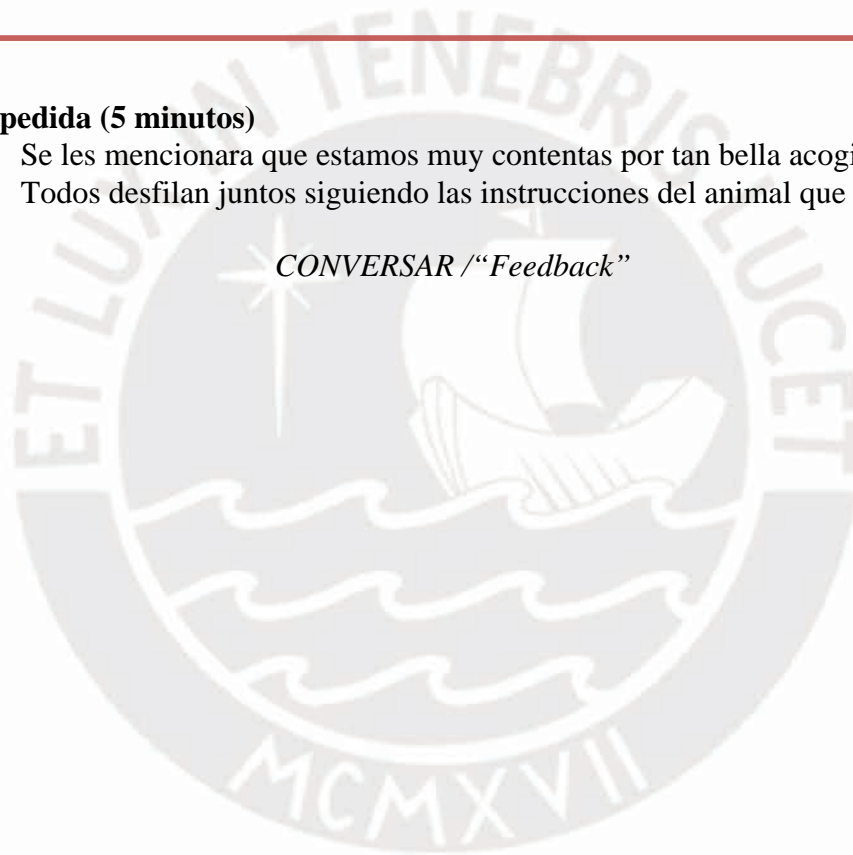 pedida (5 minutos)
Se les mencionara que estamos muy contentas por tan bella acogi
Todos desfilan juntos siguiendo las instrucciones del animal que
CONVERSAR /“Feedback”
ET LUX IN TENEBRIS LUCET
MCMXVII